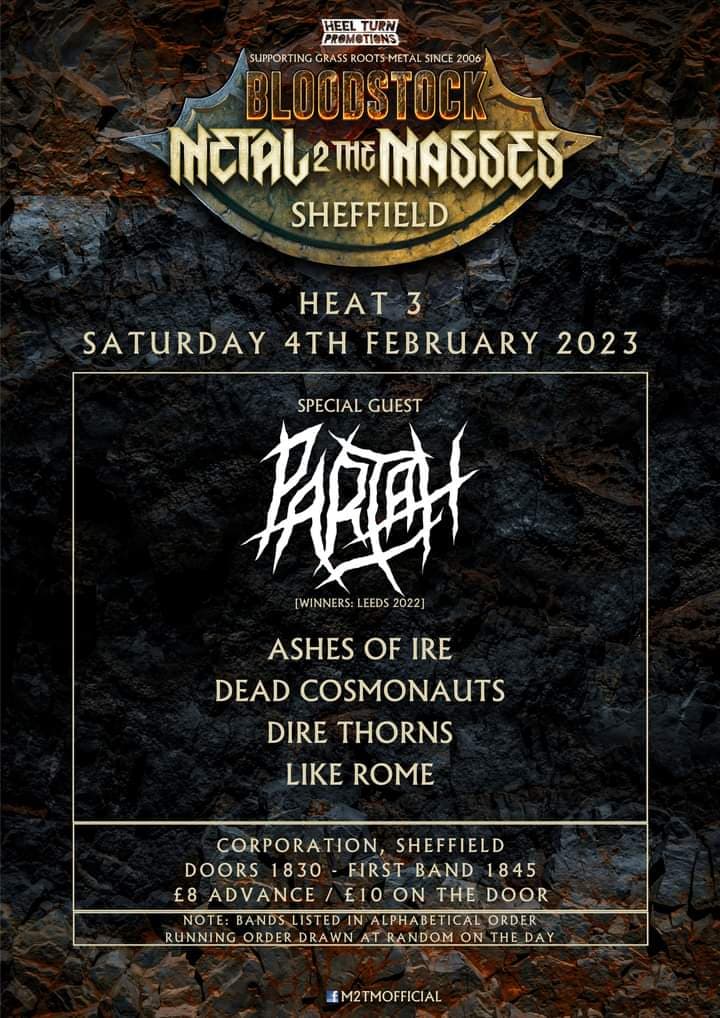 HEEL TURN
PROMOTIONS
SUPPORTING GRASS ROOTS METAL SINCE 2006
BLOODSTOCK
METAL 2 THE MASSES
SHEFFIELD
HEAT 3
SATURDAY 4TH FEBRUARY 2023
SPECIAL GUEST
PARIAH
[WINNERS: LEEDS 2022]
ASHES OF IRE
DEAD COSMONAUTS
DIRE THORNS
LIKE ROME
CORPORATION, SHEFFIELD
DOORS 1830 - FIRST BAND 1845
£8 ADVANCE / £10 ON THE DOOR
NOTE: BANDS LISTED IN ALPHABETICAL ORDER
RUNNING ORDER DRAWN AT RANDOM ON THE DAY
f M2TMOFFICIAL